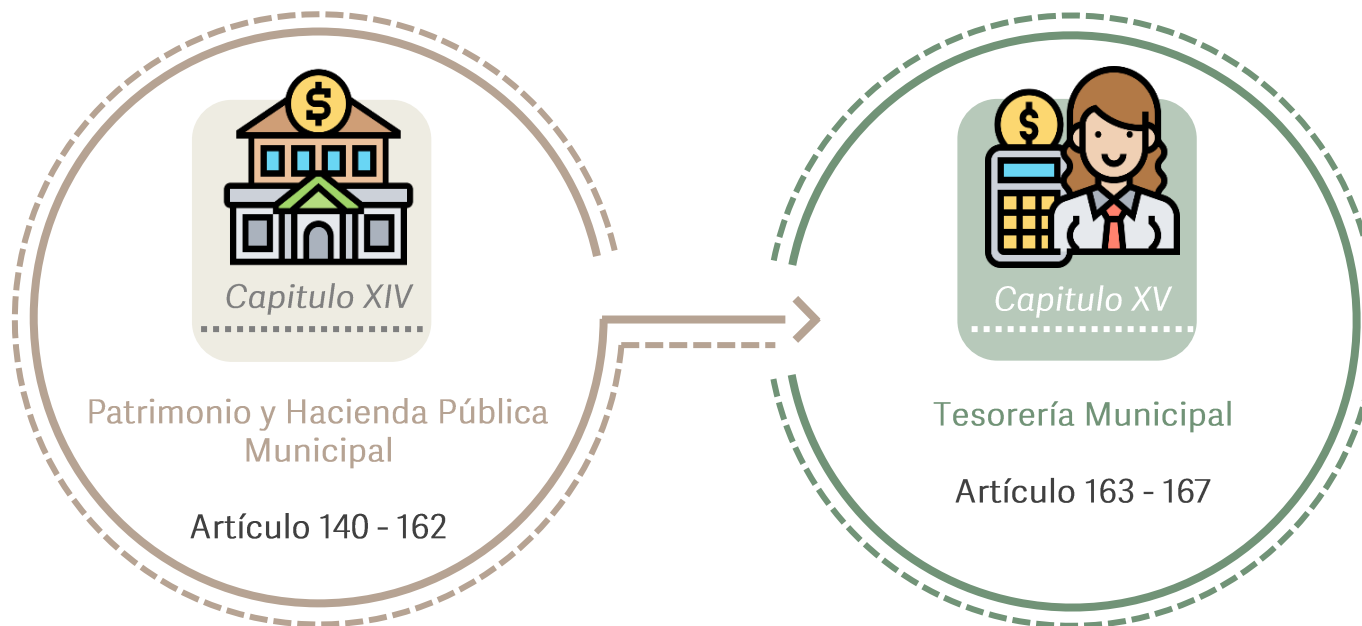 $
Capitulo XIV
Patrimonio y Hacienda Pública
Municipal
Artículo 140 - 162
$
Capitulo XV
Tesorería Municipal
Artículo 163 - 167